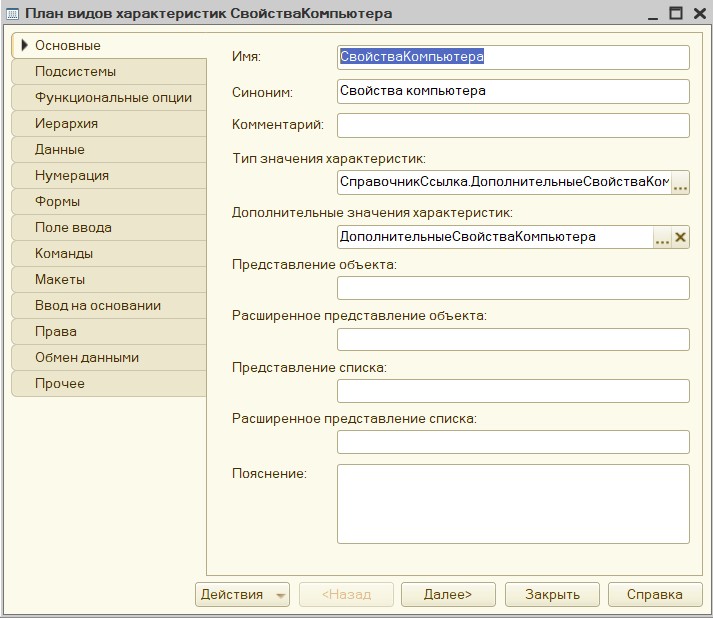 План видов характеристик СвойстваКомпьютера
Основные
Подсистемы
Функциональные опции
Иерархия
Данные
Нумерация
Формы
Поле ввода
Команды
Макеты
Ввод на основании
Права
Обмен данными
Прочее
Имя: СвойстваКомпьютера
Синоним: Свойства компьютера
Комментарий:
Тип значения характеристик:
СправочникСсылка.ДополнительныеСвойстваКом ...
Дополнительные значения характеристик:
ДополнительныеСвойстваКомпьютера ...
Представление объекта:
Расширенное представление объекта:
Представление списка:
Расширенное представление списка:
Пояснение:
Действия <Назад Далее> Закрыть Справка